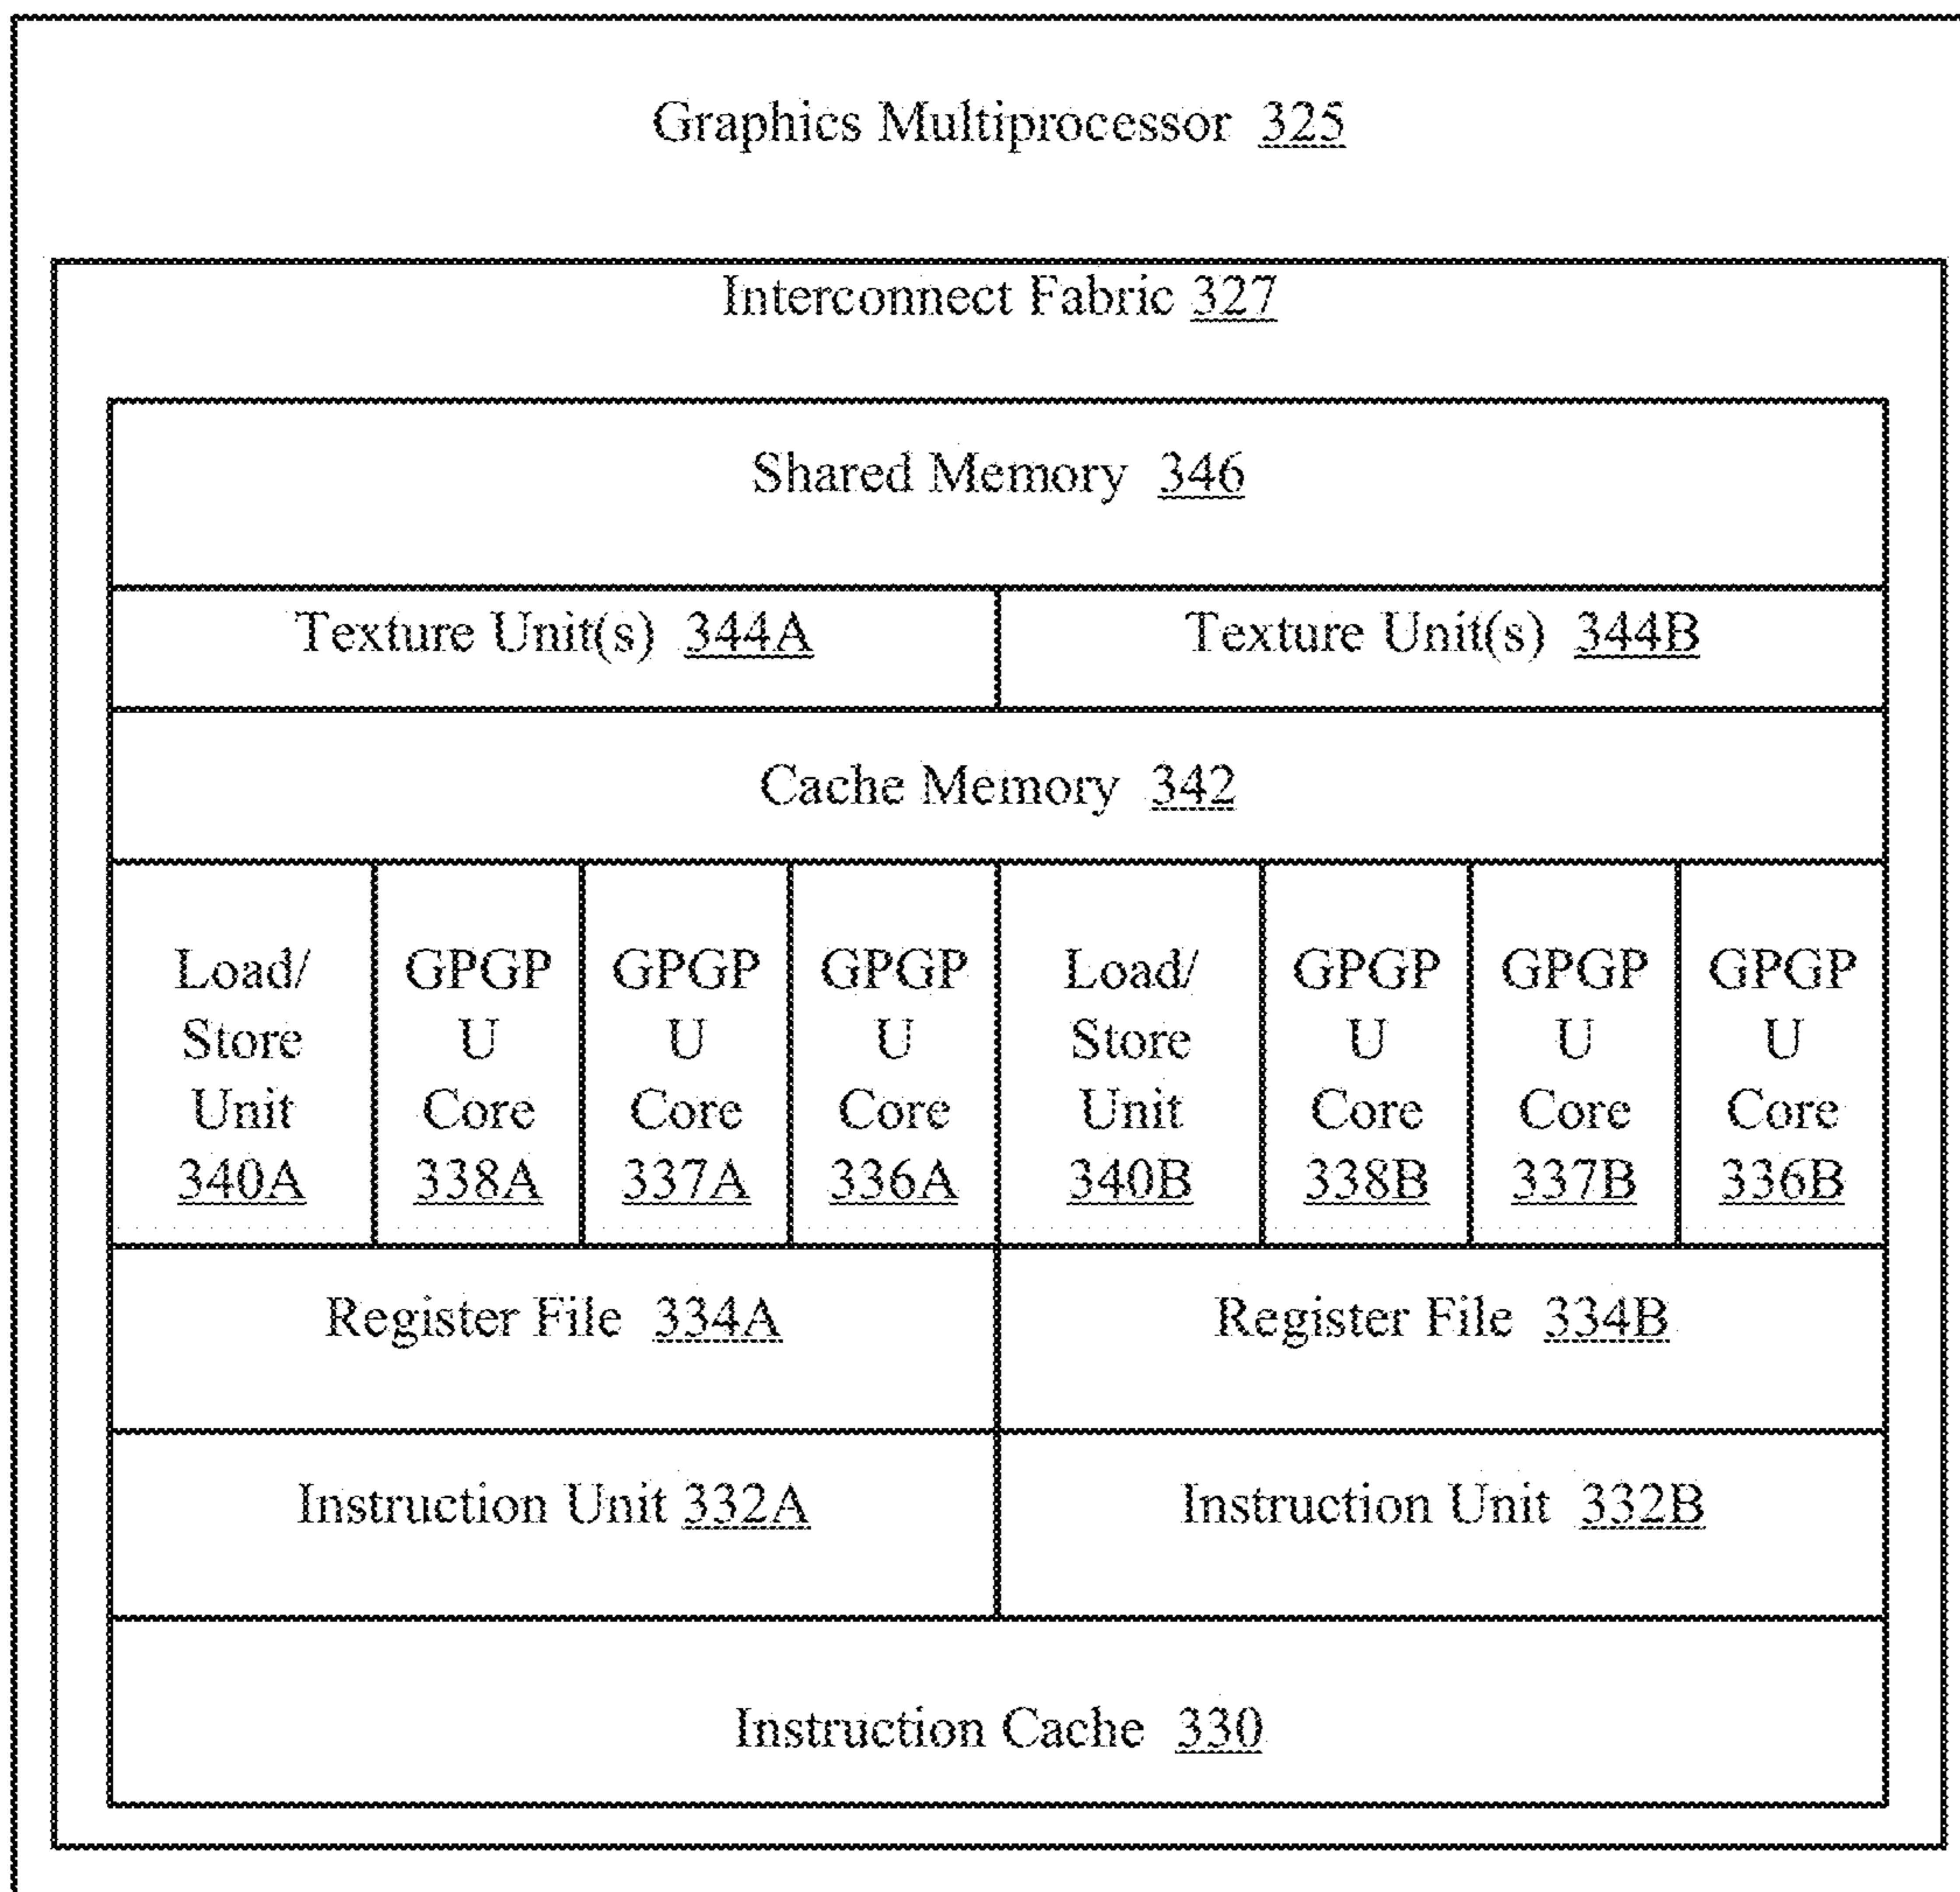 Graphics Multiprocessor 325
Interconnect Fabric 327
Shared Memory 346
Texture Unit(s) 344A
Texture Unit(s) 344B
Cache Memory 342
Load/
Store
Unit
340A
GPGP
U
Core
338A
GPGP
U
Core
337A
GPGP
U
Core
336A
Load/
Store
Unit
340B
GPGP
U
Core
338B
GPGP
U
Core
337B
GPGP
U
Core
336B
Register File 334A
Register File 334B
Instruction Unit 332A
Instruction Unit 332B
Instruction Cache 330